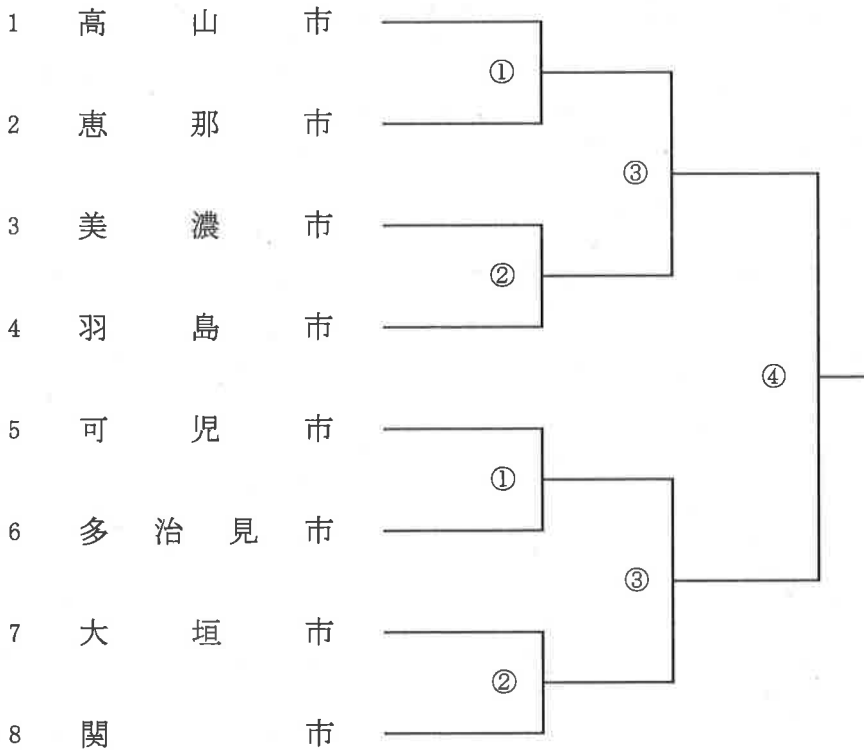 1 高山市
①
2 恵那市
③
3 美濃市
②
4 羽島市
④
5 可児市
①
6 多治見市
③
7 大垣市
②
8 関市